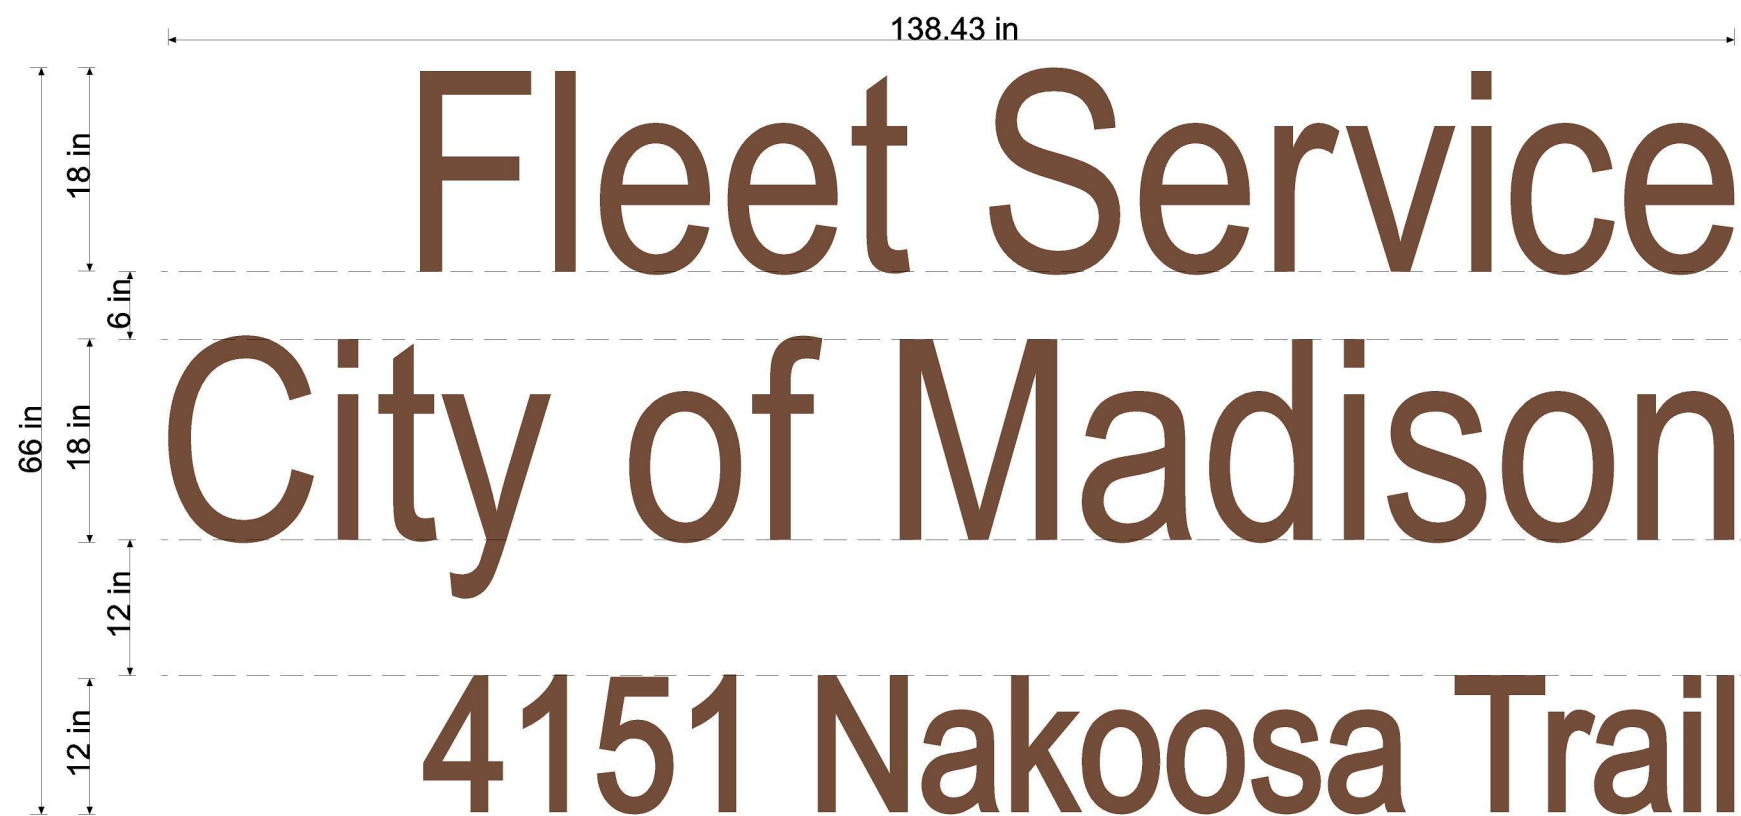 138.43 in
18 in
Fleet Service
6 in
66 in
18 in
City of Madison
12 in
12 in
4151 Nakoosa Trail